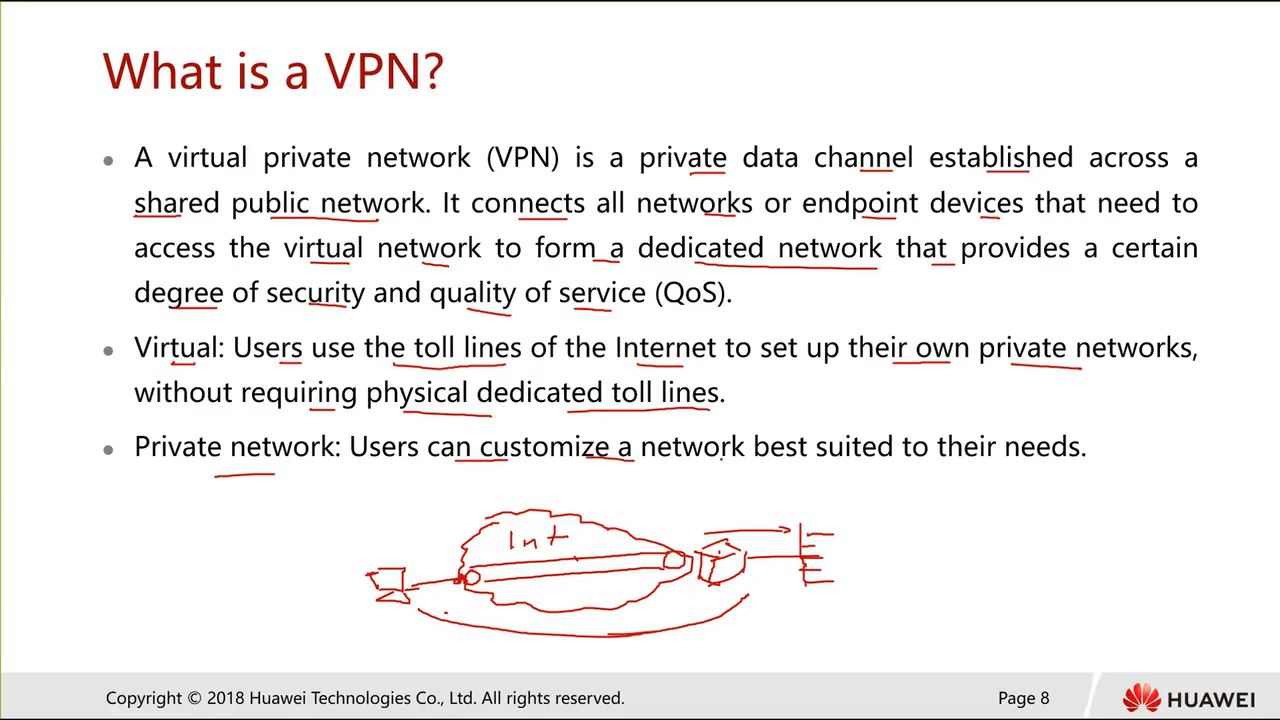 What is a VPN?
A virtual private network (VPN) is a private data channel established across a
shared public network. It connects all networks or endpoint devices that need to
access the virtual network to form a dedicated network that provides a certain
degree of security and quality of service (QoS).
Virtual: Users use the toll lines of the Internet to set up their own private networks,
without requiring physical dedicated toll lines.
Private network: Users can customize a network best suited to their needs.
Int
Copyright © 2018 Huawei Technologies Co., Ltd. All rights reserved.
Page 8
HUAWEI